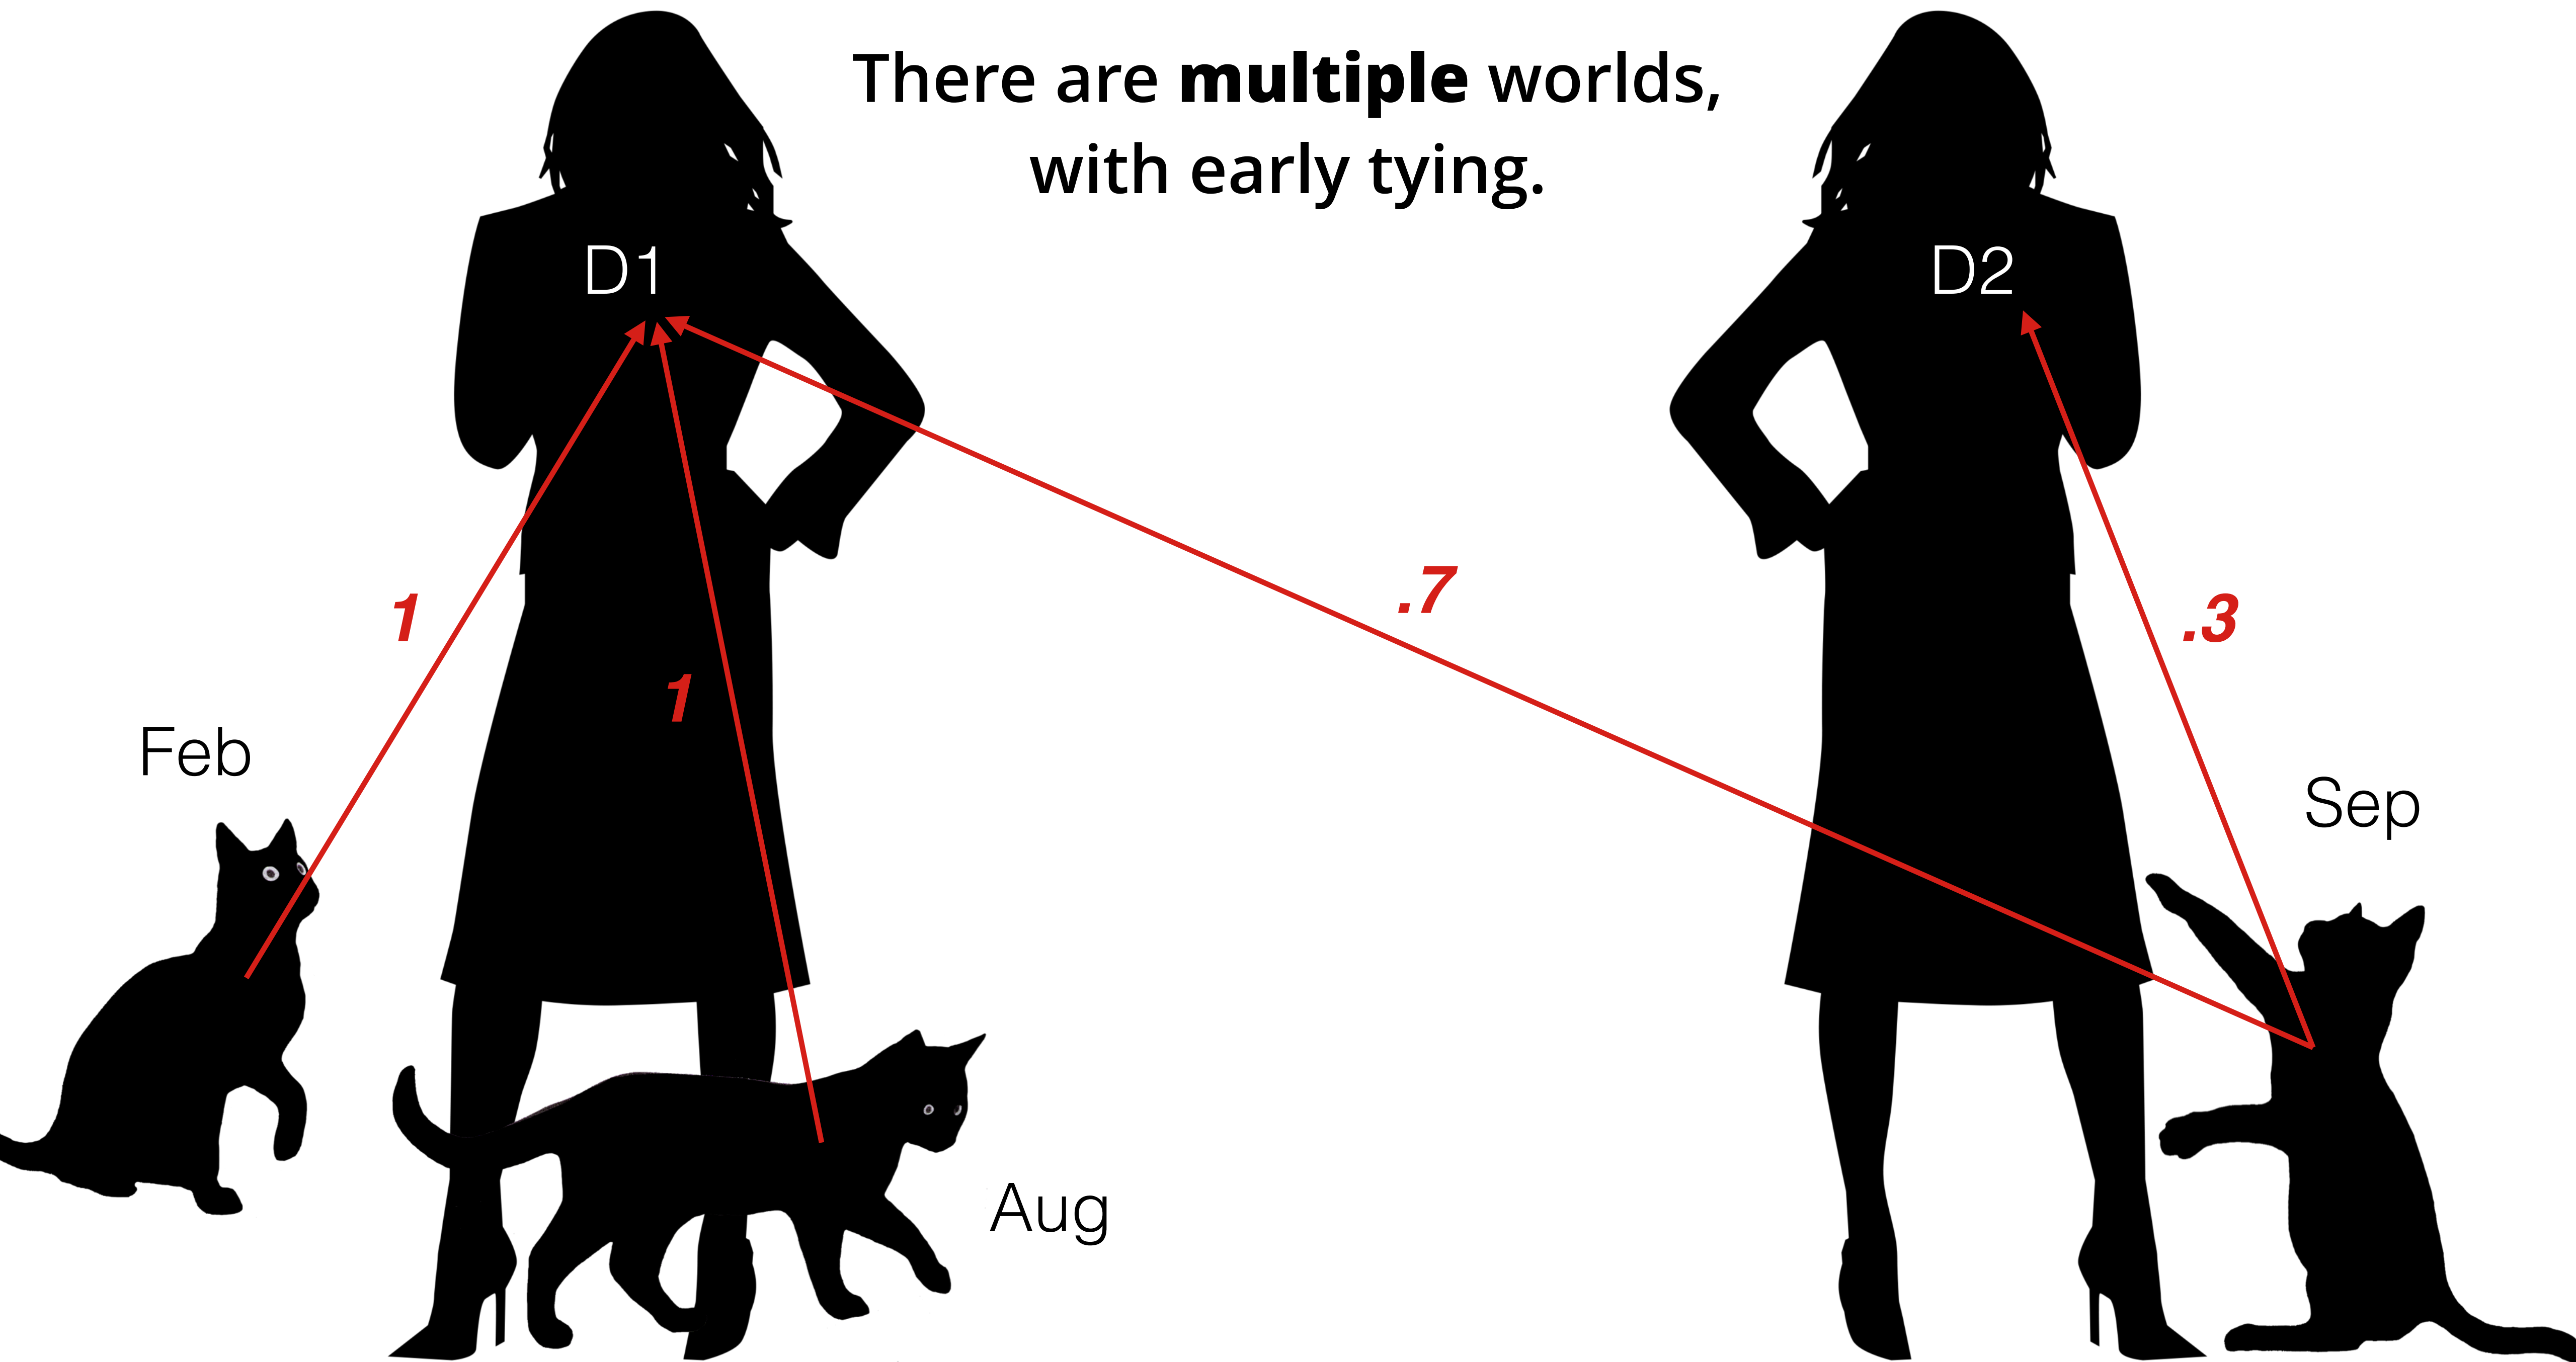 There are multiple worlds,
with early tying.
D1
D2
1
.7
.3
1
Feb
Sep
Aug